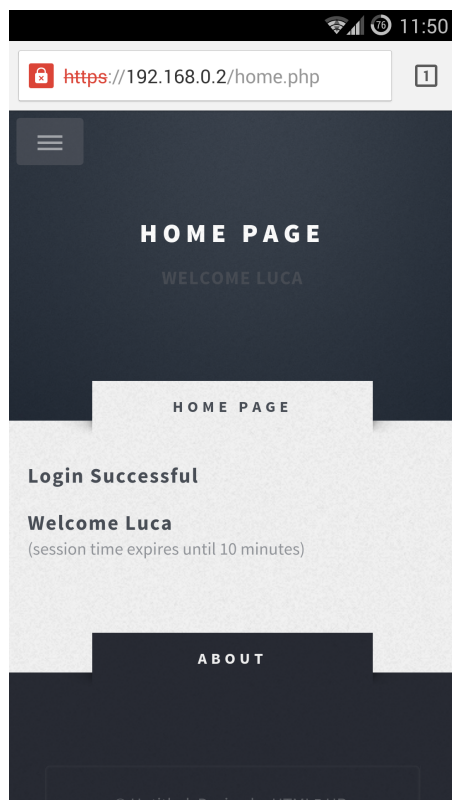 76 11:50
https://192.168.0.2/home.php
1
HOME PAGE
WELCOME LUCA
HOME PAGE
Login Successful
Welcome Luca
(session time expires until 10 minutes)
ABOUT